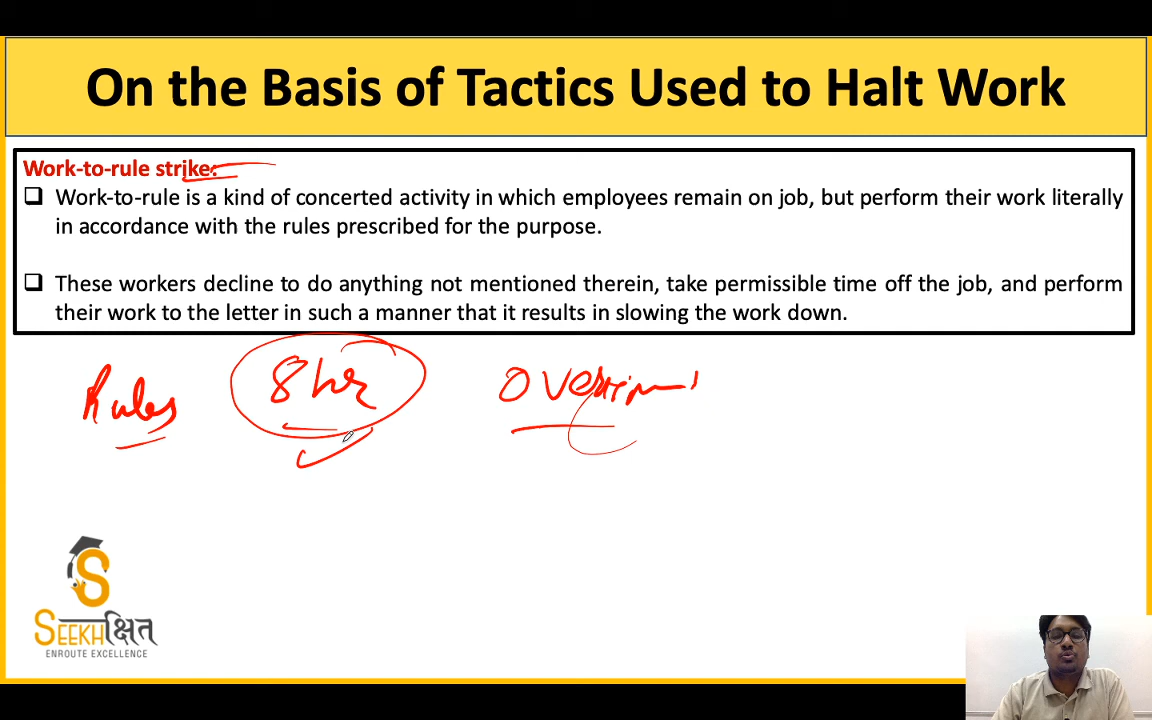 On the Basis of Tactics Used to Halt Work
Work-to-rule strike:
❑ Work-to-rule is a kind of concerted activity in which employees remain on job, but perform their work literally
in accordance with the rules prescribed for the purpose.
❑ These workers decline to do anything not mentioned therein, take permissible time off the job, and perform
their work to the letter in such a manner that it results in slowing the work down.
Rules 8 hr
SEEKHक्षित
ENROUTE EXCELLENCE